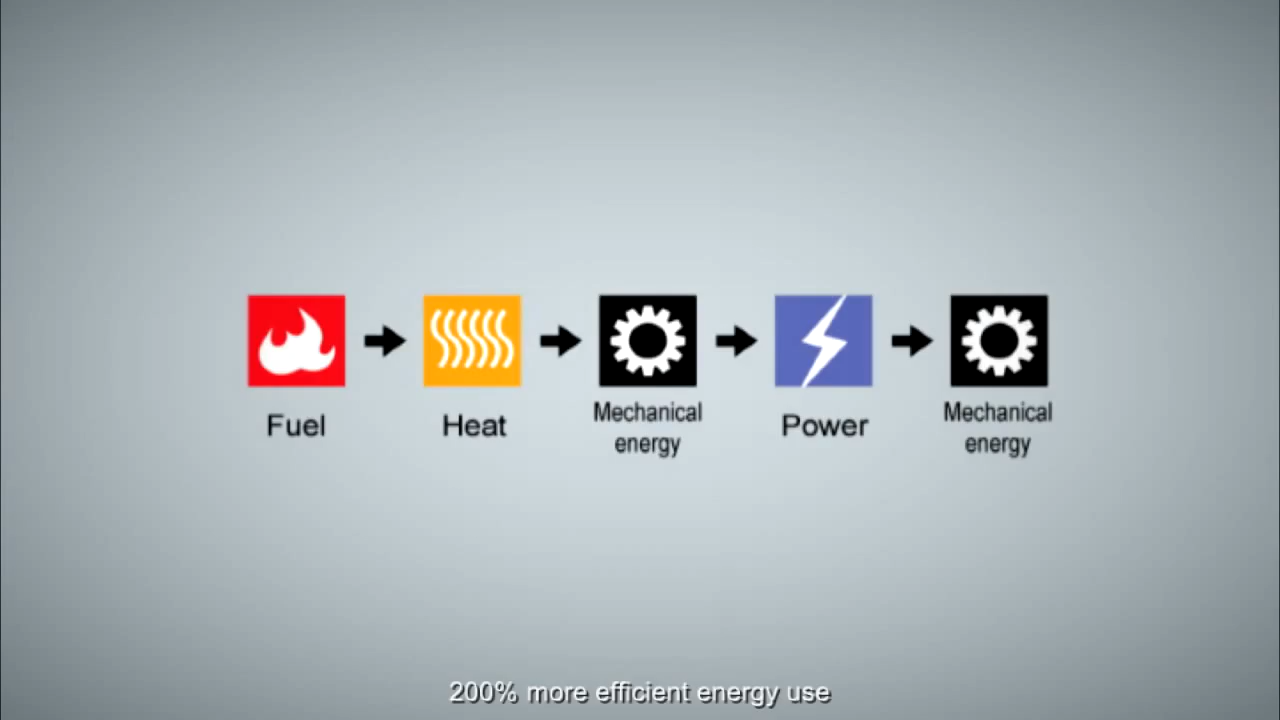 Fuel
Heat
Mechanical
energy
Power
Mechanical
energy
200% more efficient energy use